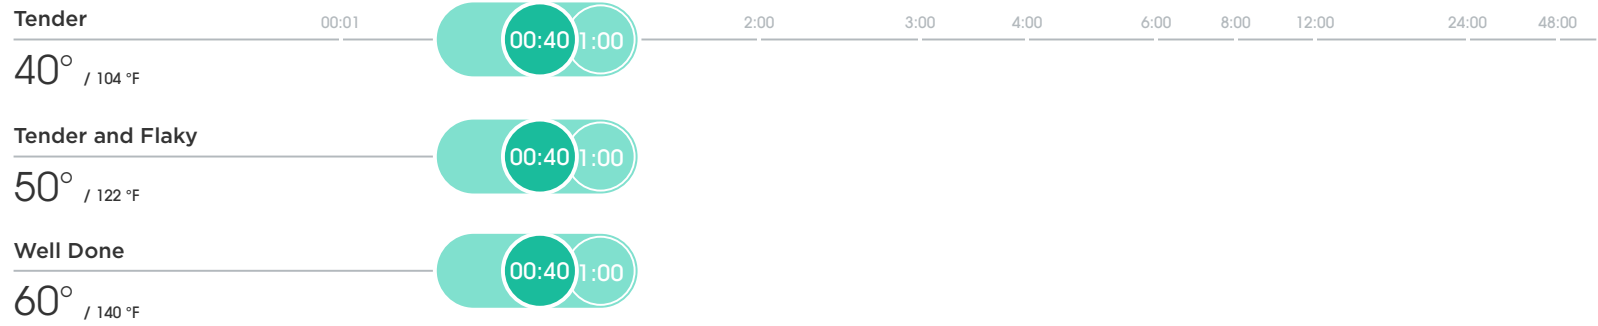 Tender 00:01 00:40 1:00 2:00 3:00 4:00 6:00 8:00 12:00 24:00 48:00
40° / 104 °F
Tender and Flaky 00:40 1:00
50° / 122 °F
Well Done 00:40 1:00
60° / 140 °F